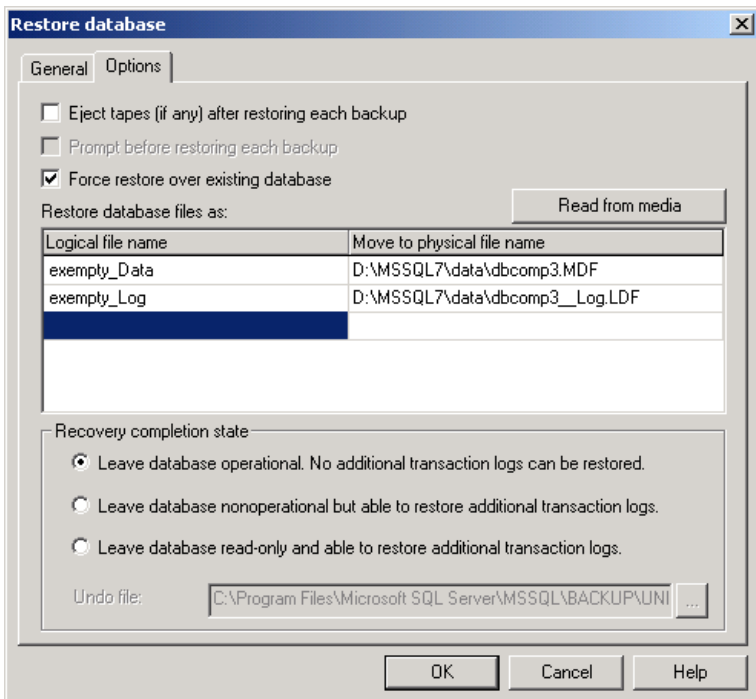 Restore database
General Options
Eject tapes (if any) after restoring each backup
Prompt before restoring each backup
Force restore over existing database
Restore database files as:
Read from media
Logical file name Move to physical file name
exempty_Data D:\MSSQL7\data\dbcomp3.MDF
exempty_Log D:\MSSQL7\data\dbcomp3__Log.LDF
Recovery completion state
Leave database operational. No additional transaction logs can be restored.
Leave database nonoperational but able to restore additional transaction logs.
Leave database read-only and able to restore additional transaction logs.
Undo file: C:\Program Files\Microsoft SQL Server\MSSQL\BACKUP\UNI ...
OK Cancel Help